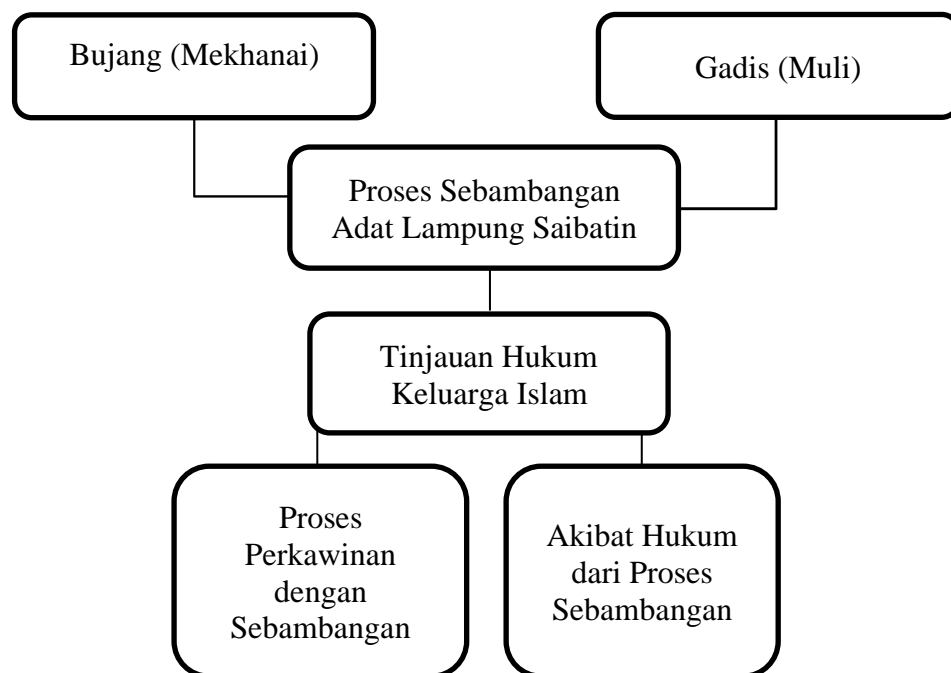 Bujang (Mekhanai)
Gadis (Muli)
Proses Sebambangan
Adat Lampung Saibatin
Tinjauan Hukum
Keluarga Islam
Proses
Perkawinan
dengan
Sebambangan
Akibat Hukum
dari Proses
Sebambangan